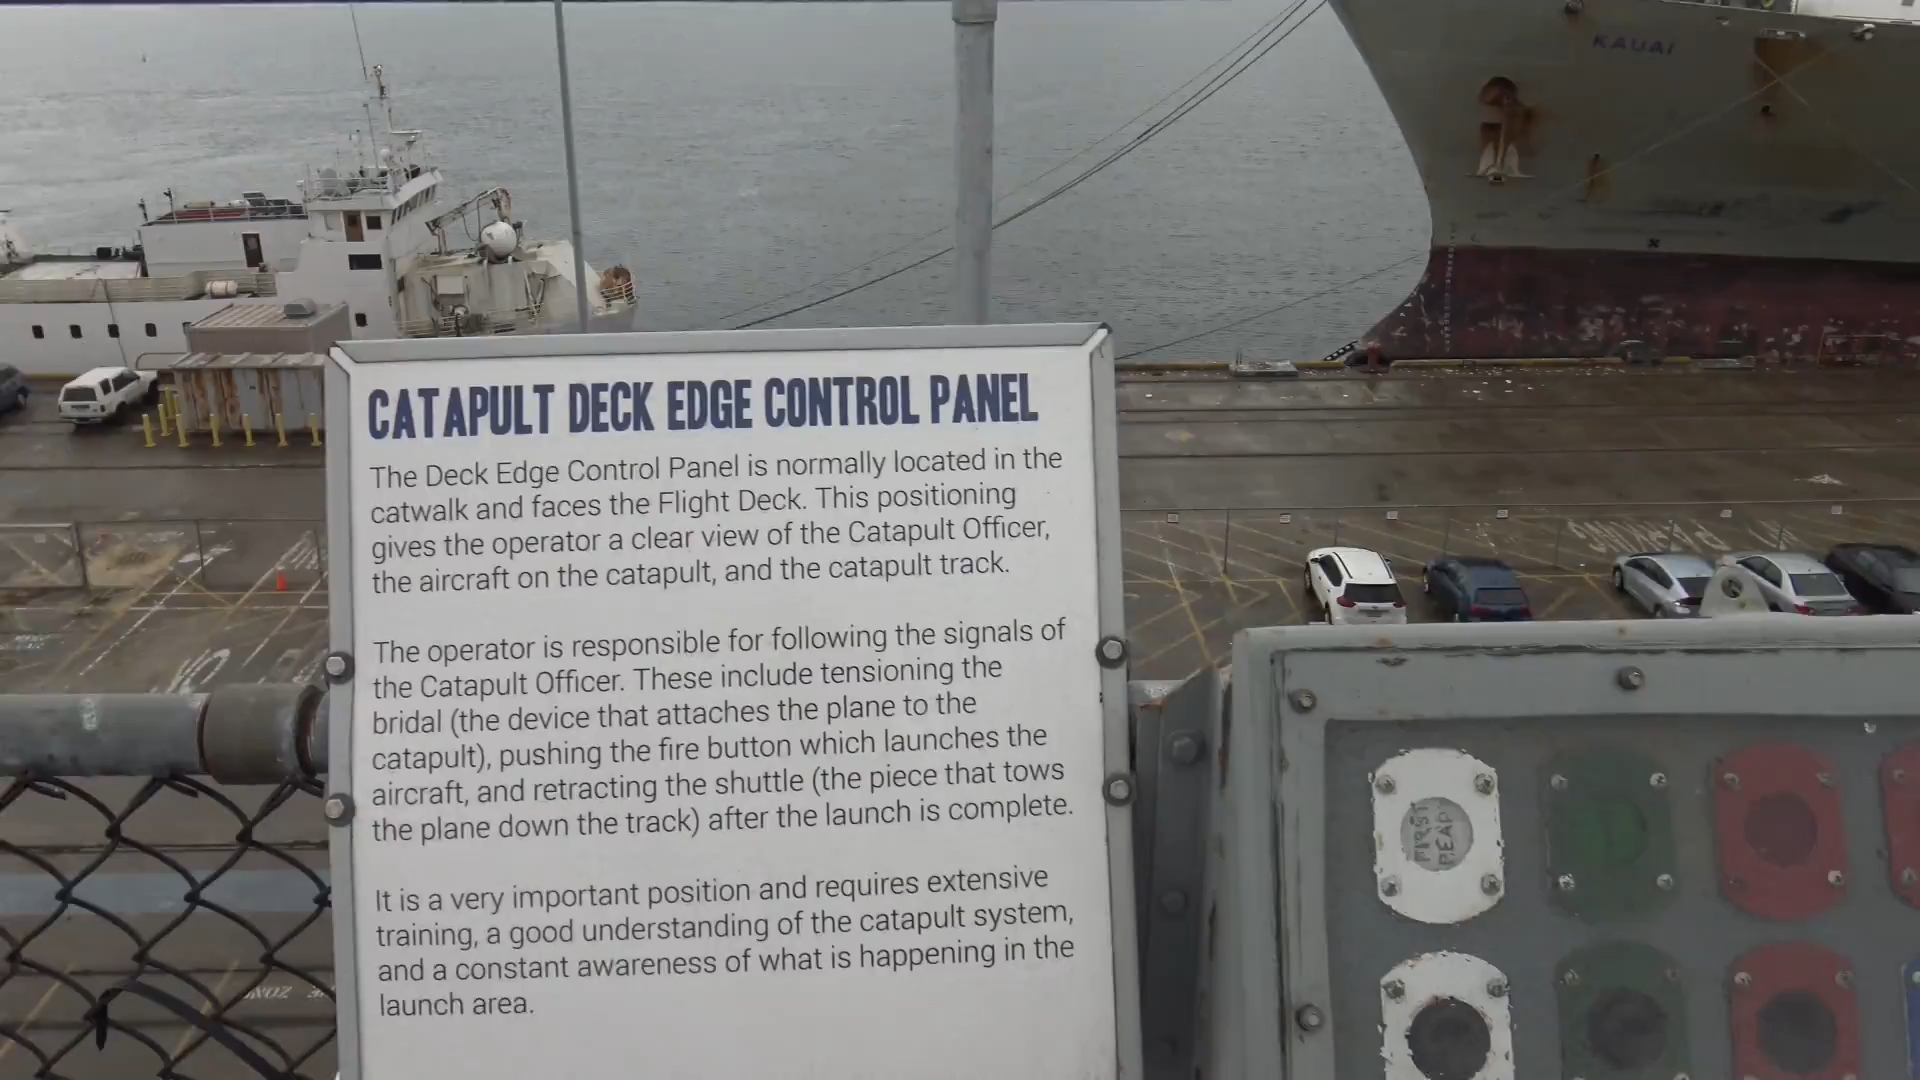 KAUAI
CATAPULT DECK EDGE CONTROL PANEL
The Deck Edge Control Panel is normally located in the
catwalk and faces the Flight Deck. This positioning
gives the operator a clear view of the Catapult Officer,
the aircraft on the catapult, and the catapult track.
The operator is responsible for following the signals of
the Catapult Officer. These include tensioning the
bridal (the device that attaches the plane to the
catapult), pushing the fire button which launches the
aircraft, and retracting the shuttle (the piece that tows
the plane down the track) after the launch is complete.
It is a very important position and requires extensive
training, a good understanding of the catapult system,
and a constant awareness of what is happening in the
launch area.
FIRST